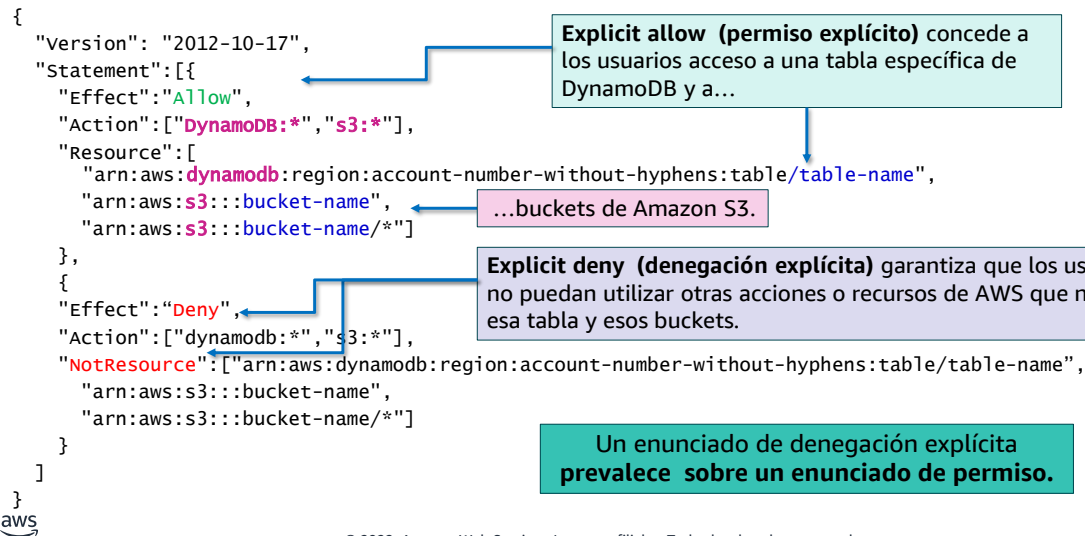 {
"Version": "2012-10-17",
"Statement":[{
"Effect":"Allow",
"Action":["DynamoDB:*","s3:*"],
"Resource":[
"arn:aws:dynamodb:region:account-number-without-hyphens:table/table-name",
"arn:aws:s3:::bucket-name",
"arn:aws:s3:::bucket-name/*"]
},
{
"Effect":“Deny",
"Action":["dynamodb:*","s3:*"],
"NotResource":["arn:aws:dynamodb:region:account-number-without-hyphens:table/table-name”,
"arn:aws:s3:::bucket-name",
"arn:aws:s3:::bucket-name/*"]
}
]
}
Explicit allow (permiso explícito) concede a
los usuarios acceso a una tabla específica de
DynamoDB y a…
…buckets de Amazon S3.
Explicit deny (denegación explícita) garantiza que los
no puedan utilizar otras acciones o recursos de AWS que
esa tabla y esos buckets.
Un enunciado de denegación explícita
prevalece sobre un enunciado de permiso.
aws